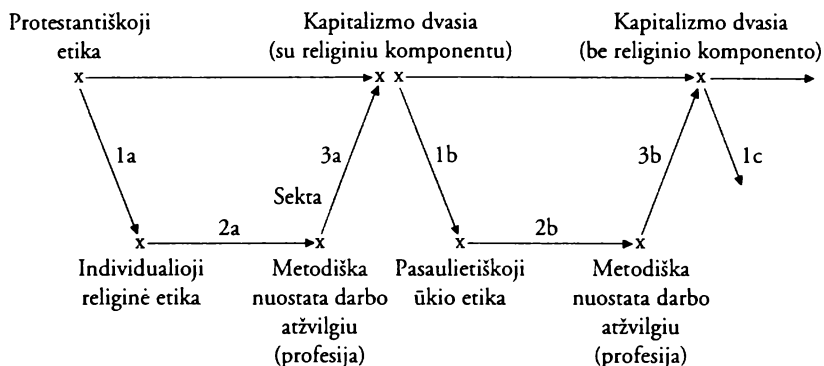 Protestantiškoji
etika
Kapitalizmo dvasia
(su religiniu komponentu)
Kapitalizmo dvasia
(be religinio komponento)
x
x x
x
1a
3a
1b
3b
1c
Sekta
2a
2b
x
x
x
x
Individualioji
religinė etika
Metodiška
nuostata darbo
atžvilgiu
(profesija)
Pasaulietiškoji
ūkio etika
Metodiška
nuostata darbo
atžvilgiu
(profesija)